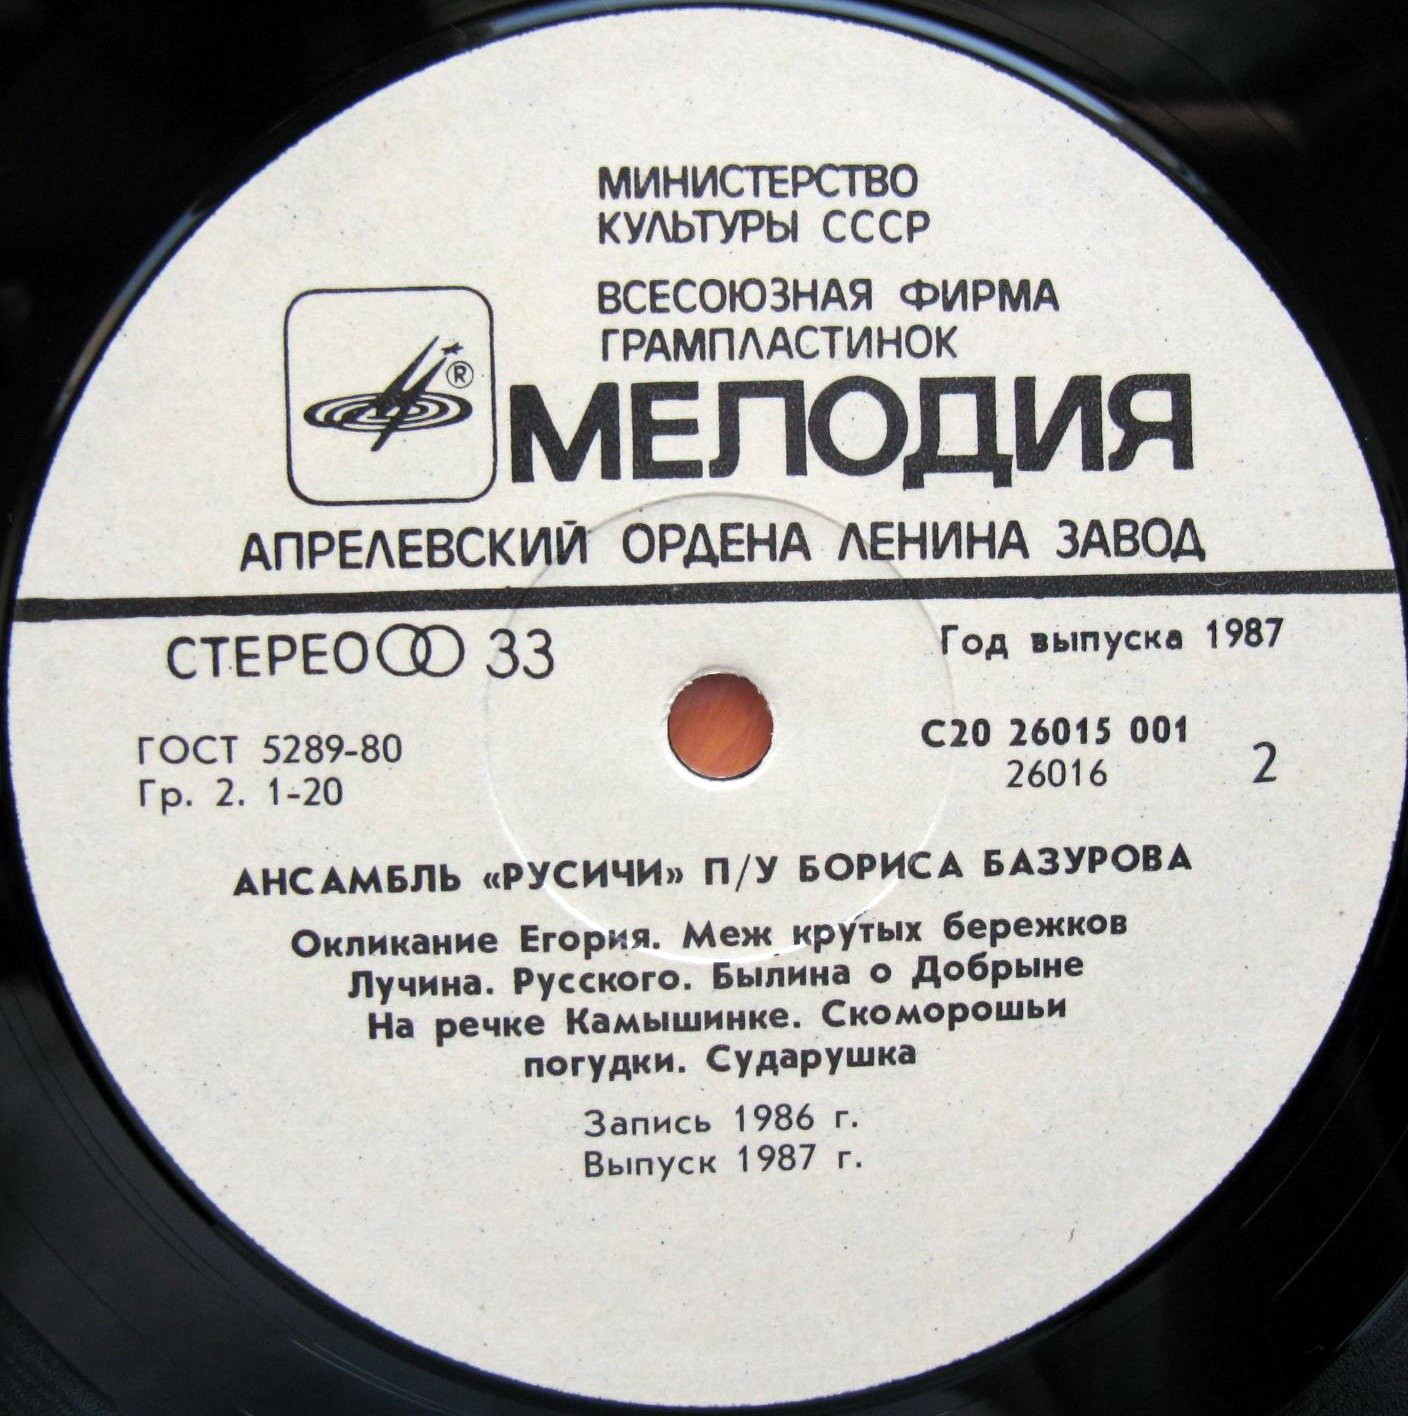 МИНИСТЕРСТВО
КУЛЬТУРЫ СССР
ВСЕСОЮЗНАЯ ФИРМА
ГРАМПЛАСТИНОК
®
МЕЛОДИЯ
АПРЕЛЕВСКИЙ ОРДЕНА ЛЕНИНА ЗАВОД
СТЕРЕО 33
Год выпуска 1987
ГОСТ 5289-80
Гр. 2. 1-20
С20 26015 001
26016
2
АНСАМБЛЬ «РУСИЧИ» П/У БОРИСА БАЗУРОВА
Окликание Егория. Меж крутых бережков
Лучина. Русского. Былина о Добрыне
На речке Камышинке. Скоморошьи
погудки. Сударушка
Запись 1986 г.
Выпуск 1987 г.